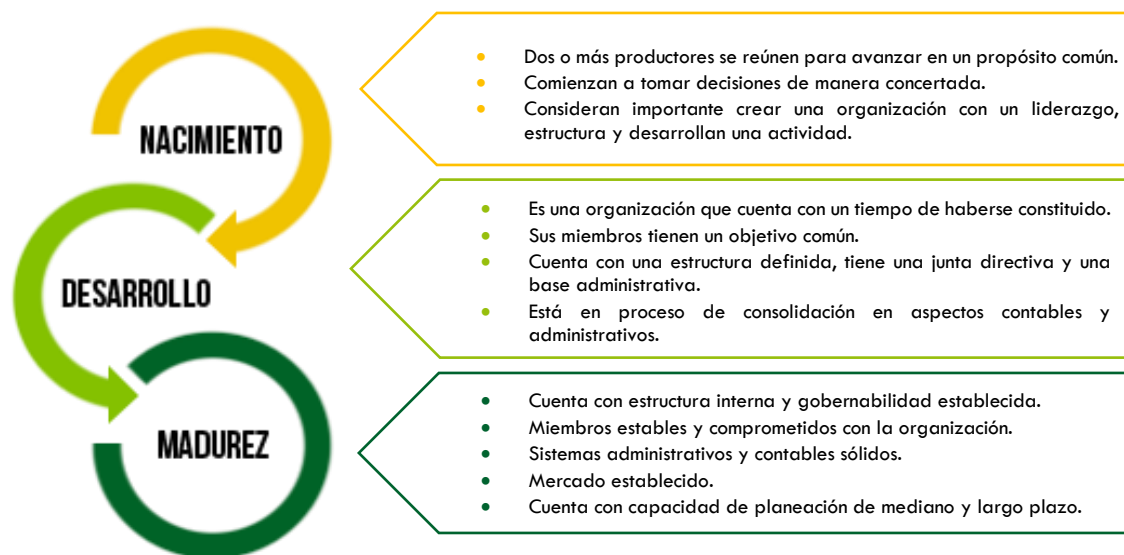 NACIMIENTO
• Dos o más productores se reúnen para avanzar en un propósito común.
• Comienzan a tomar decisiones de manera concertada.
• Consideran importante crear una organización con un liderazgo,
estructura y desarrollan una actividad.
DESARROLLO
• Es una organización que cuenta con un tiempo de haberse constituido.
• Sus miembros tienen un objetivo común.
• Cuenta con una estructura definida, tiene una junta directiva y una
base administrativa.
• Está en proceso de consolidación en aspectos contables y
administrativos.
MADUREZ
• Cuenta con estructura interna y gobernabilidad establecida.
• Miembros estables y comprometidos con la organización.
• Sistemas administrativos y contables sólidos.
• Mercado establecido.
• Cuenta con capacidad de planeación de mediano y largo plazo.